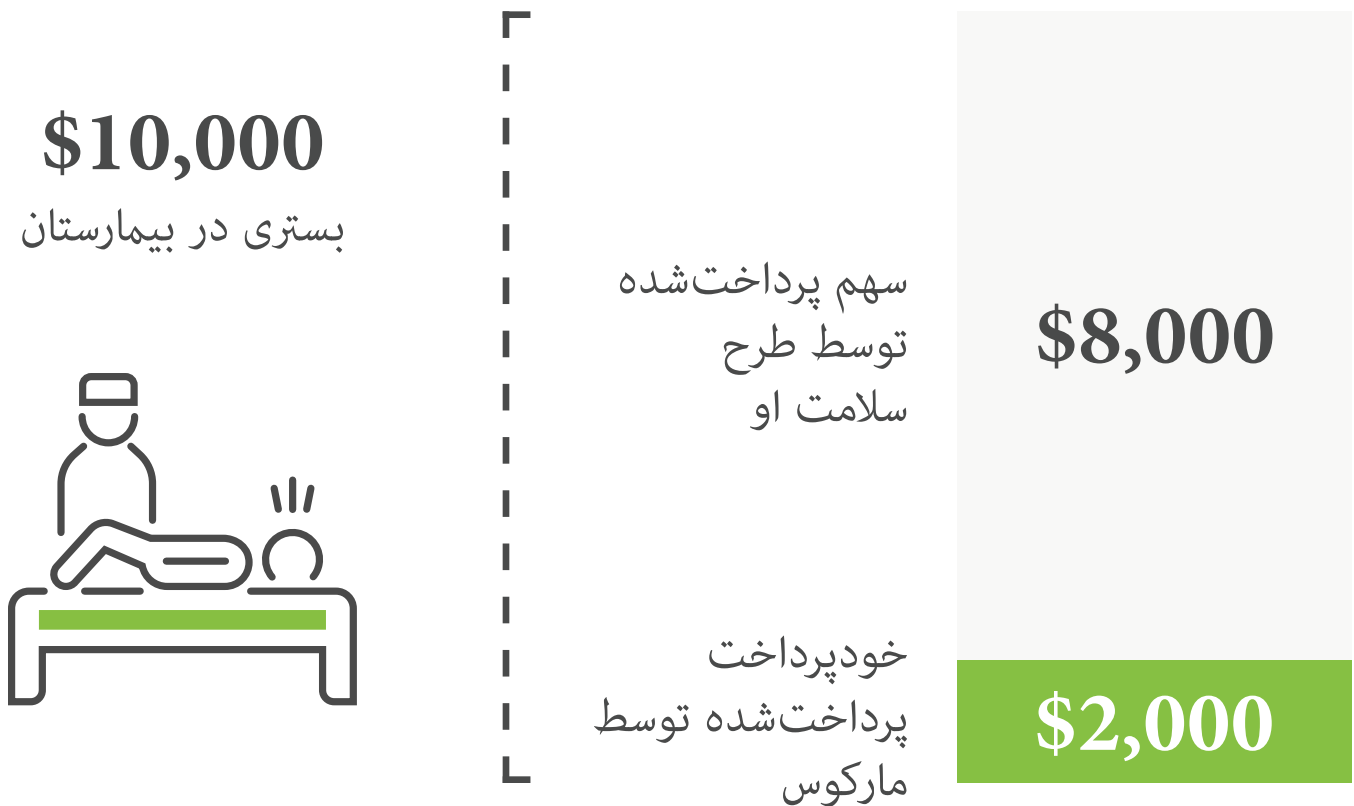 $10,000
بستری در بیمارستان
سهم پرداخت‌شده
توسط طرح
سلامت او
$8,000
خودپرداخت
پرداخت‌شده توسط
مارکوس
$2,000